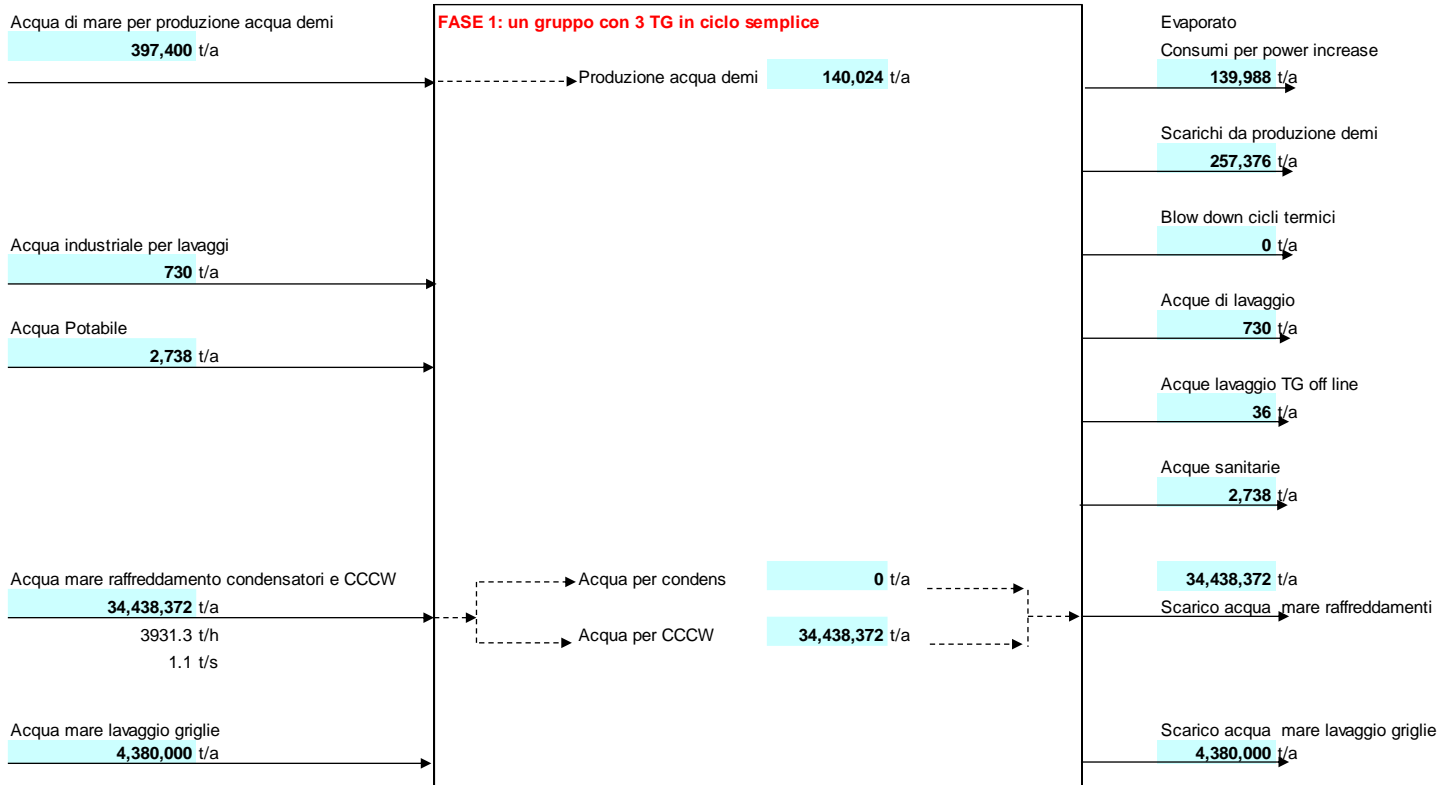 Acqua di mare per produzione acqua demi
397,400 t/a
FASE 1: un gruppo con 3 TG in ciclo semplice
Produzione acqua demi 140,024 t/a
Evaporato
Consumi per power increase
139,988 t/a
Scarichi da produzione demi
257,376 t/a
Blow down cicli termici
0 t/a
Acqua industriale per lavaggi
730 t/a
Acque di lavaggio
730 t/a
Acqua Potabile
2,738 t/a
Acque lavaggio TG off line
36 t/a
Acque sanitarie
2,738 t/a
Acqua mare raffreddamento condensatori e CCCW
34,438,372 t/a
3931.3 t/h
1.1 t/s
Acqua per condens 0 t/a
Acqua per CCCW 34,438,372 t/a
34,438,372 t/a
Scarico acqua mare raffreddamenti
Acqua mare lavaggio griglie
4,380,000 t/a
Scarico acqua mare lavaggio griglie
4,380,000 t/a